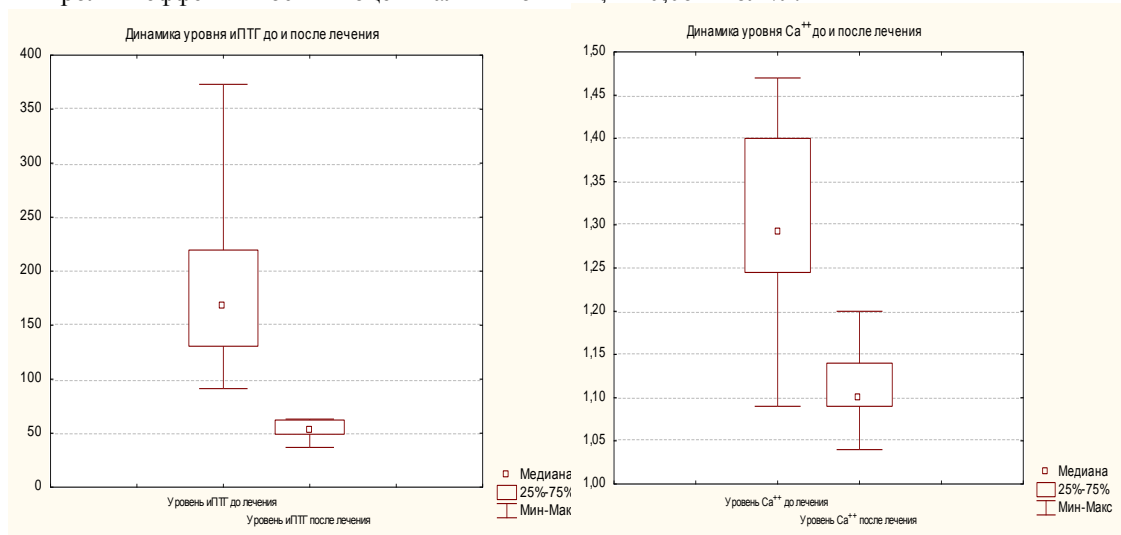 Динамика уровня иПТГ до и после лечения
400
350
300
250
200
150
100
50
0
Уровень иПТГ до лечения
Уровень иПТГ после лечения
Медиана
25%-75%
Мин-Мак
Динамика уровня Ca++ до и после лечения
1,50
1,45
1,40
1,35
1,30
1,25
1,20
1,15
1,10
1,05
1,00
Уровень Ca++ до лечения
Уровень Ca++ после лечения
Медиана
25%-75%
Мин-Макс